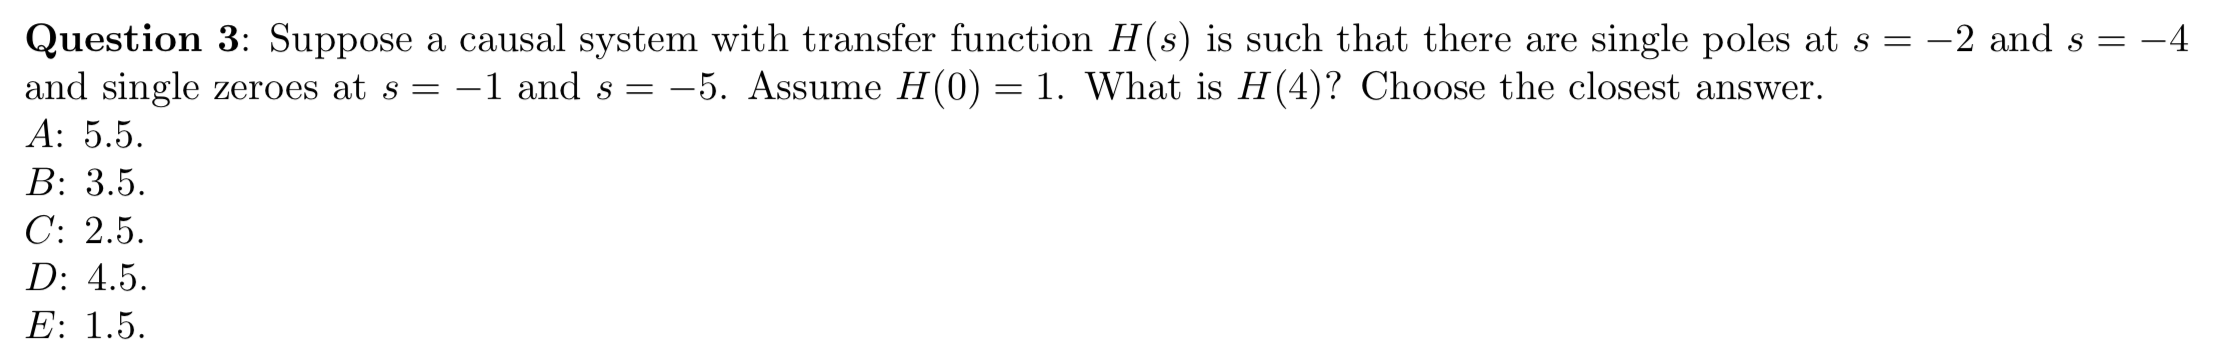 Question 3: Suppose a causal system with transfer function H(s) is such that there are single poles at s = −2 and s = −4
and single zeroes at s = −1 and s = −5. Assume H(0) = 1. What is H(4)? Choose the closest answer.
A: 5.5.
B: 3.5.
C: 2.5.
D: 4.5.
E: 1.5.